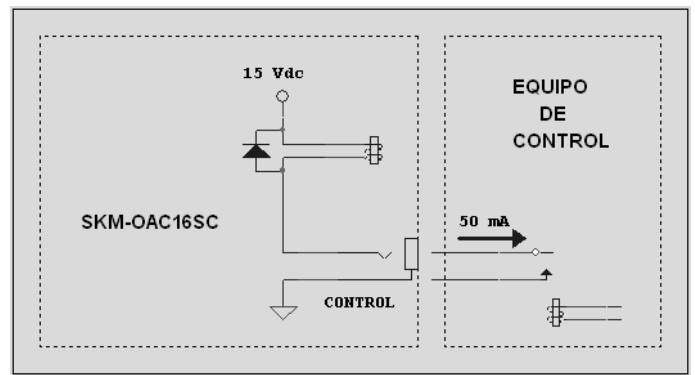 15 Vdc
EQUIPO
DE
CONTROL
SKM-OAC16SC
50 mA
CONTROL